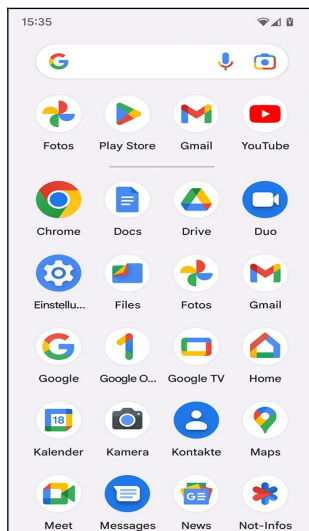 15:35
Fotos Play Store Gmail YouTube
Chrome Docs Drive Duo
Einstellu... Files Fotos Gmail
Google Google O... Google TV Home
18
Kalender Kamera Kontakte Maps
GE
Meet Messages News Not-Infos